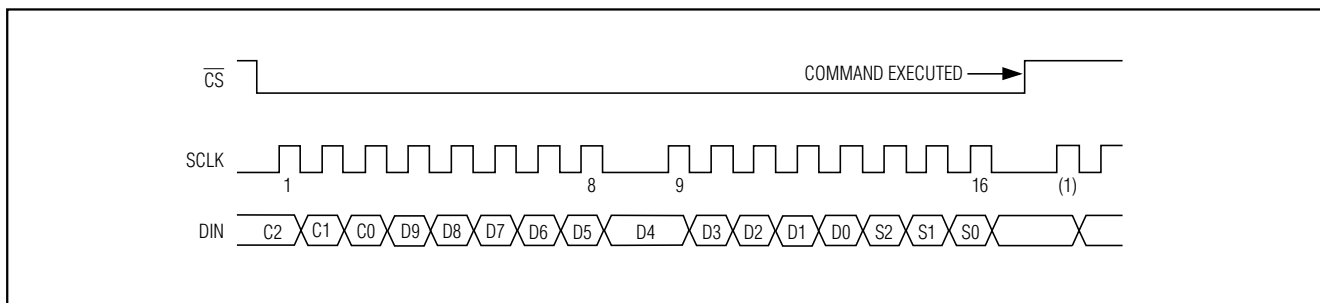 COMMAND EXECUTED
C̅S̅
SCLK
1 8 9 16 (1)
DIN C2 C1 C0 D9 D8 D7 D6 D5 D4 D3 D2 D1 D0 S2 S1 S0